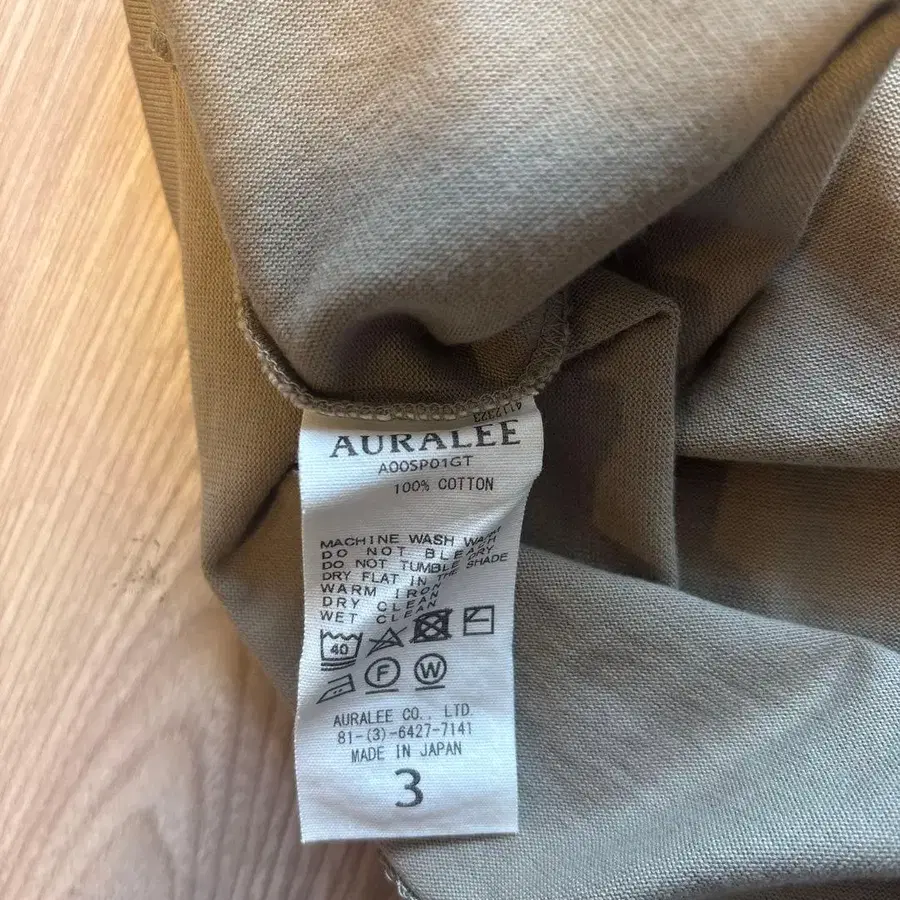 4IJ2323
AURALEE
A00SP01GT
100% COTTON
MACHINE WASH WARM
DO NOT BLEACH
DO NOT TUMBLE DRY
DRY FLAT IN THE SHADE
WARM IRON
DRY CLEAN
WET CLEAN
40
F
W
AURALEE CO., LTD.
81-(3)-6427-7141
MADE IN JAPAN
3